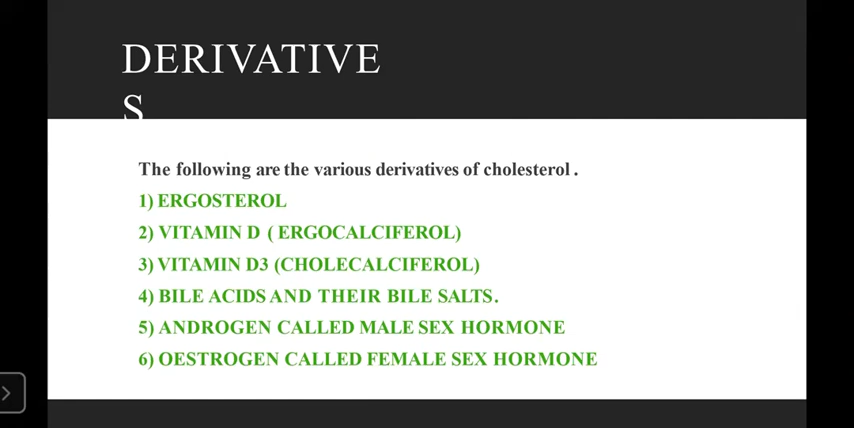 DERIVATIVE
S
The following are the various derivatives of cholesterol .
1) ERGOSTEROL
2) VITAMIN D ( ERGOCALCIFEROL)
3) VITAMIN D3 (CHOLECALCIFEROL)
4) BILE ACIDS AND THEIR BILE SALTS.
5) ANDROGEN CALLED MALE SEX HORMONE
6) OESTROGEN CALLED FEMALE SEX HORMONE